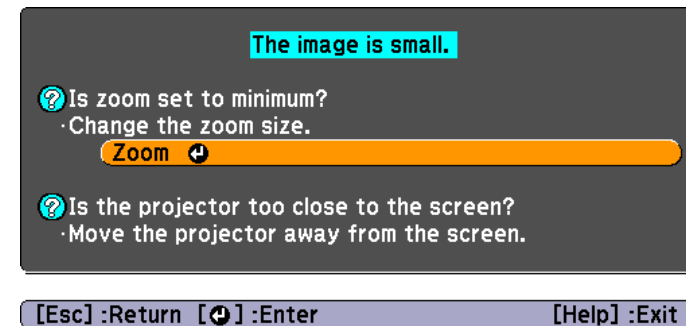 The image is small.
Is zoom set to minimum?
·Change the zoom size.
Zoom
Is the projector too close to the screen?
·Move the projector away from the screen.
[Esc] :Return [⏎] :Enter [Help] :Exit